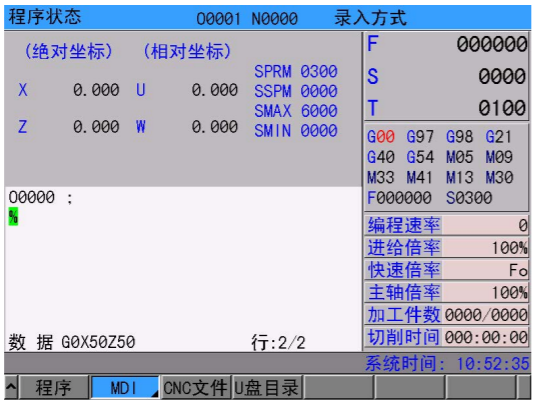 程序状态 O0001 N0000 录入方式
(绝对坐标) (相对坐标)
X 0.000 U 0.000
Z 0.000 W 0.000
SPRM 0300
SSPM 0000
SMAX 6000
SMIN 0000
F 000000
S 0000
T 0100
G00 G97 G98 G21
G40 G54 M05 M09
M33 M41 M13 M30
F000000 S0300
O0000 ;
%
编程速率 0
进给倍率 100%
快速倍率 Fo
主轴倍率 100%
加工件数 0000/0000
切削时间 000:00:00
数 据 G0X50Z50 行:2/2
系统时间: 10:52:35
^ 程序 MDI CNC文件 U盘目录